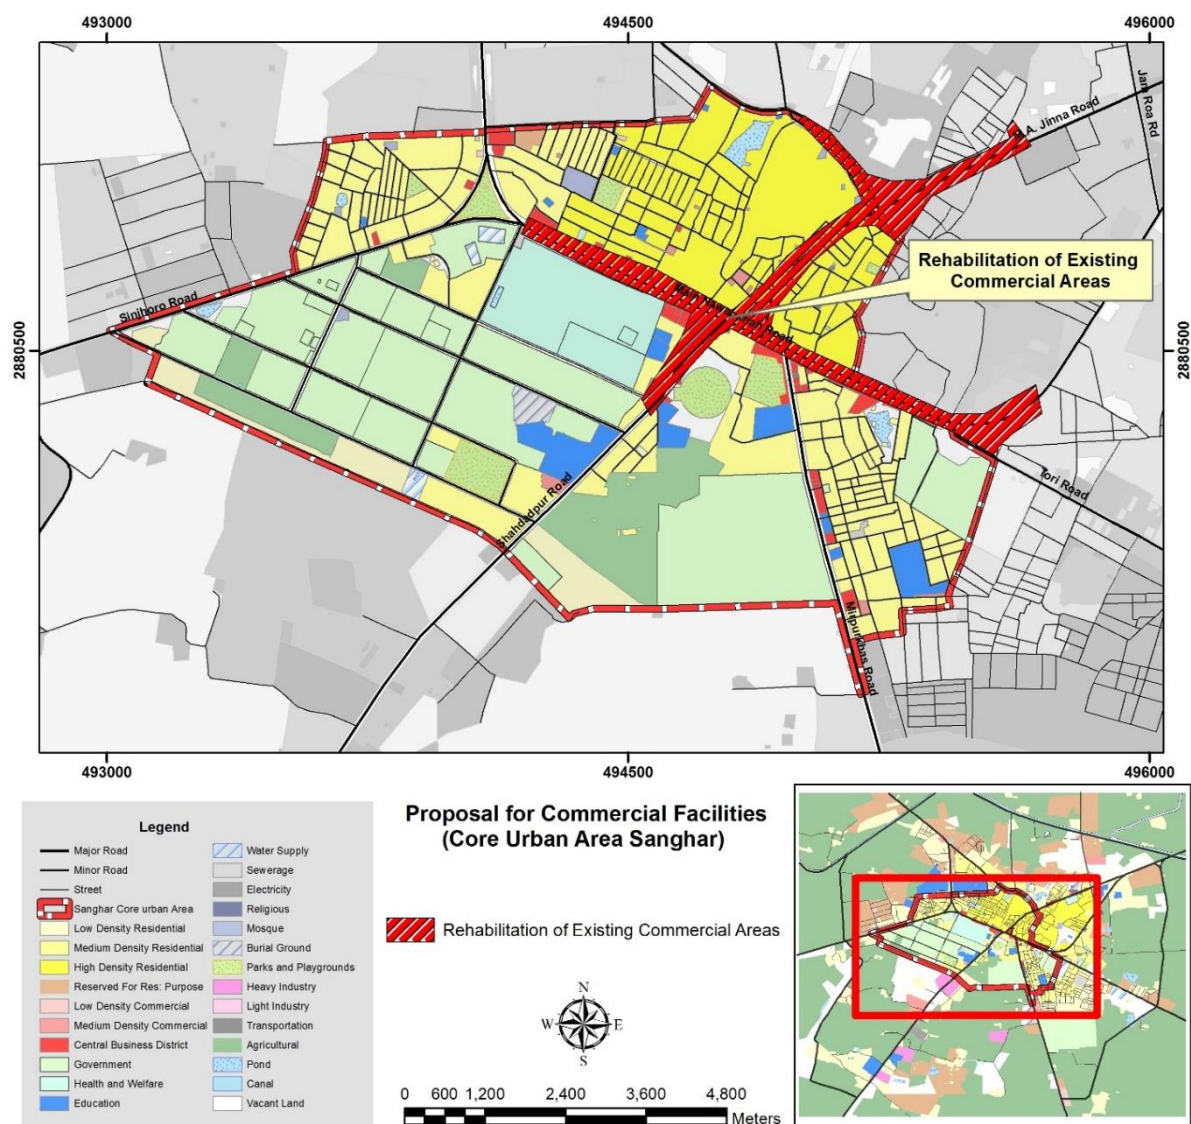 493000
494500
496000
Jam Roa Rd
M.A. Jinna Road
Rehabilitation of Existing
Commercial Areas
Sinjhoro Road
2880500
2880500
Tori Road
Shahdadpur Road
Mirpurkhas Road
493000
494500
496000
Legend
Major Road
Minor Road
Street
Sanghar Core urban Area
Low Density Residential
Medium Density Residential
High Density Residential
Reserved For Res: Purpose
Low Density Commercial
Medium Density Commercial
Central Business District
Government
Health and Welfare
Education
Water Supply
Sewerage
Electricity
Religious
Mosque
Burial Ground
Parks and Playgrounds
Heavy Industry
Light Industry
Transportation
Agricultural
Pond
Canal
Vacant Land
Proposal for Commercial Facilities
(Core Urban Area Sanghar)
Rehabilitation of Existing Commercial Areas
N
W E
S
0 600 1,200 2,400 3,600 4,800
Meters